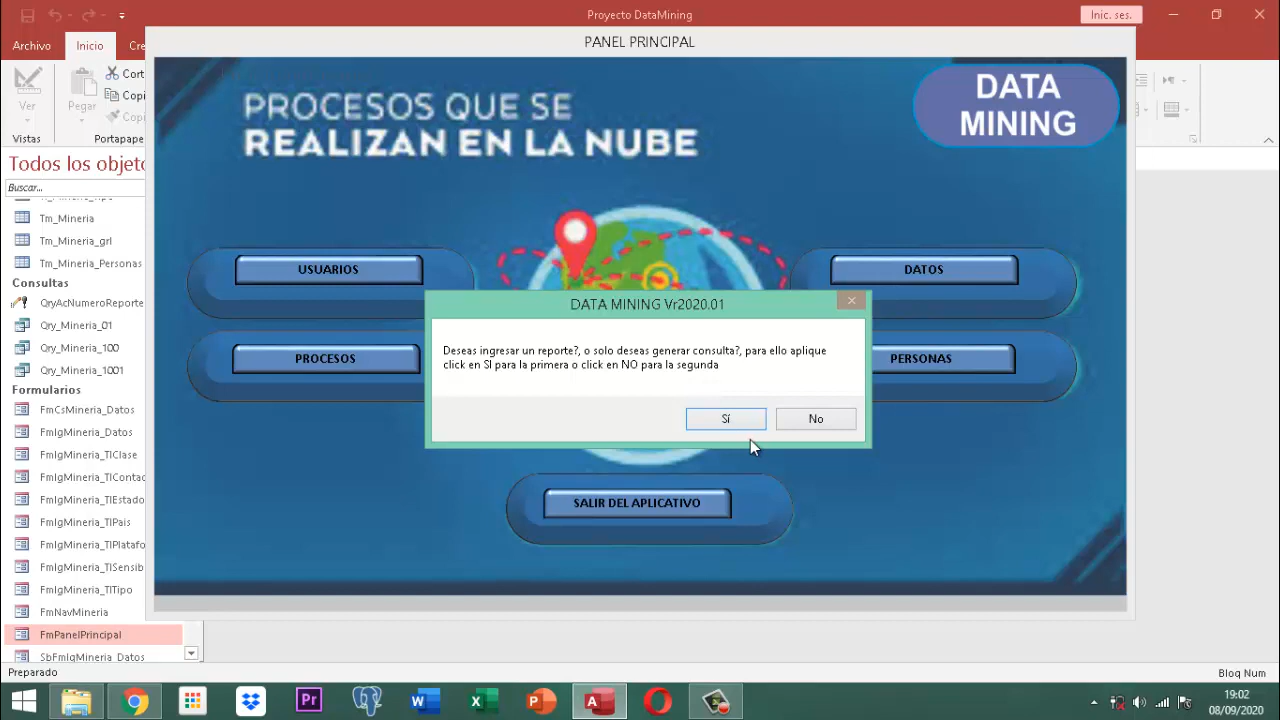 Proyecto DataMining
Inic. ses.
Archivo
Inicio
Cre
PANEL PRINCIPAL
Ver
Pegar
Cort
Copi
Copi
Vistas
Portapape
Todos los objeto
Buscar...
Tm_Mineria
Tm_Mineria_grl
Tm_Mineria_Personas
Consultas
QryAcNumeroReporte
Qry_Mineria_01
Qry_Mineria_100
Qry_Mineria_1001
Formularios
FmCsMineria_Datos
FmIgMineria_Datos
FmIgMineria_TlClase
FmIgMineria_TlContac
FmIgMineria_TlEstado
FmIgMineria_TlPais
FmIgMineria_TlPlatafo
FmIgMineria_TlSensib
FmIgMineria_TlTipo
FmNavMineria
FmPanelPrincipal
SbFmIgMineria_Datos
PROCESOS QUE SE
REALIZAN EN LA NUBE
DATA
MINING
USUARIOS
DATOS
PROCESOS
PERSONAS
DATA MINING Vr2020.01
Deseas ingresar un reporte?, o solo deseas generar consulta?, para ello aplique
click en SI para la primera o click en NO para la segunda
Sí
No
SALIR DEL APLICATIVO
Preparado
Bloq Num
19:02
08/09/2020